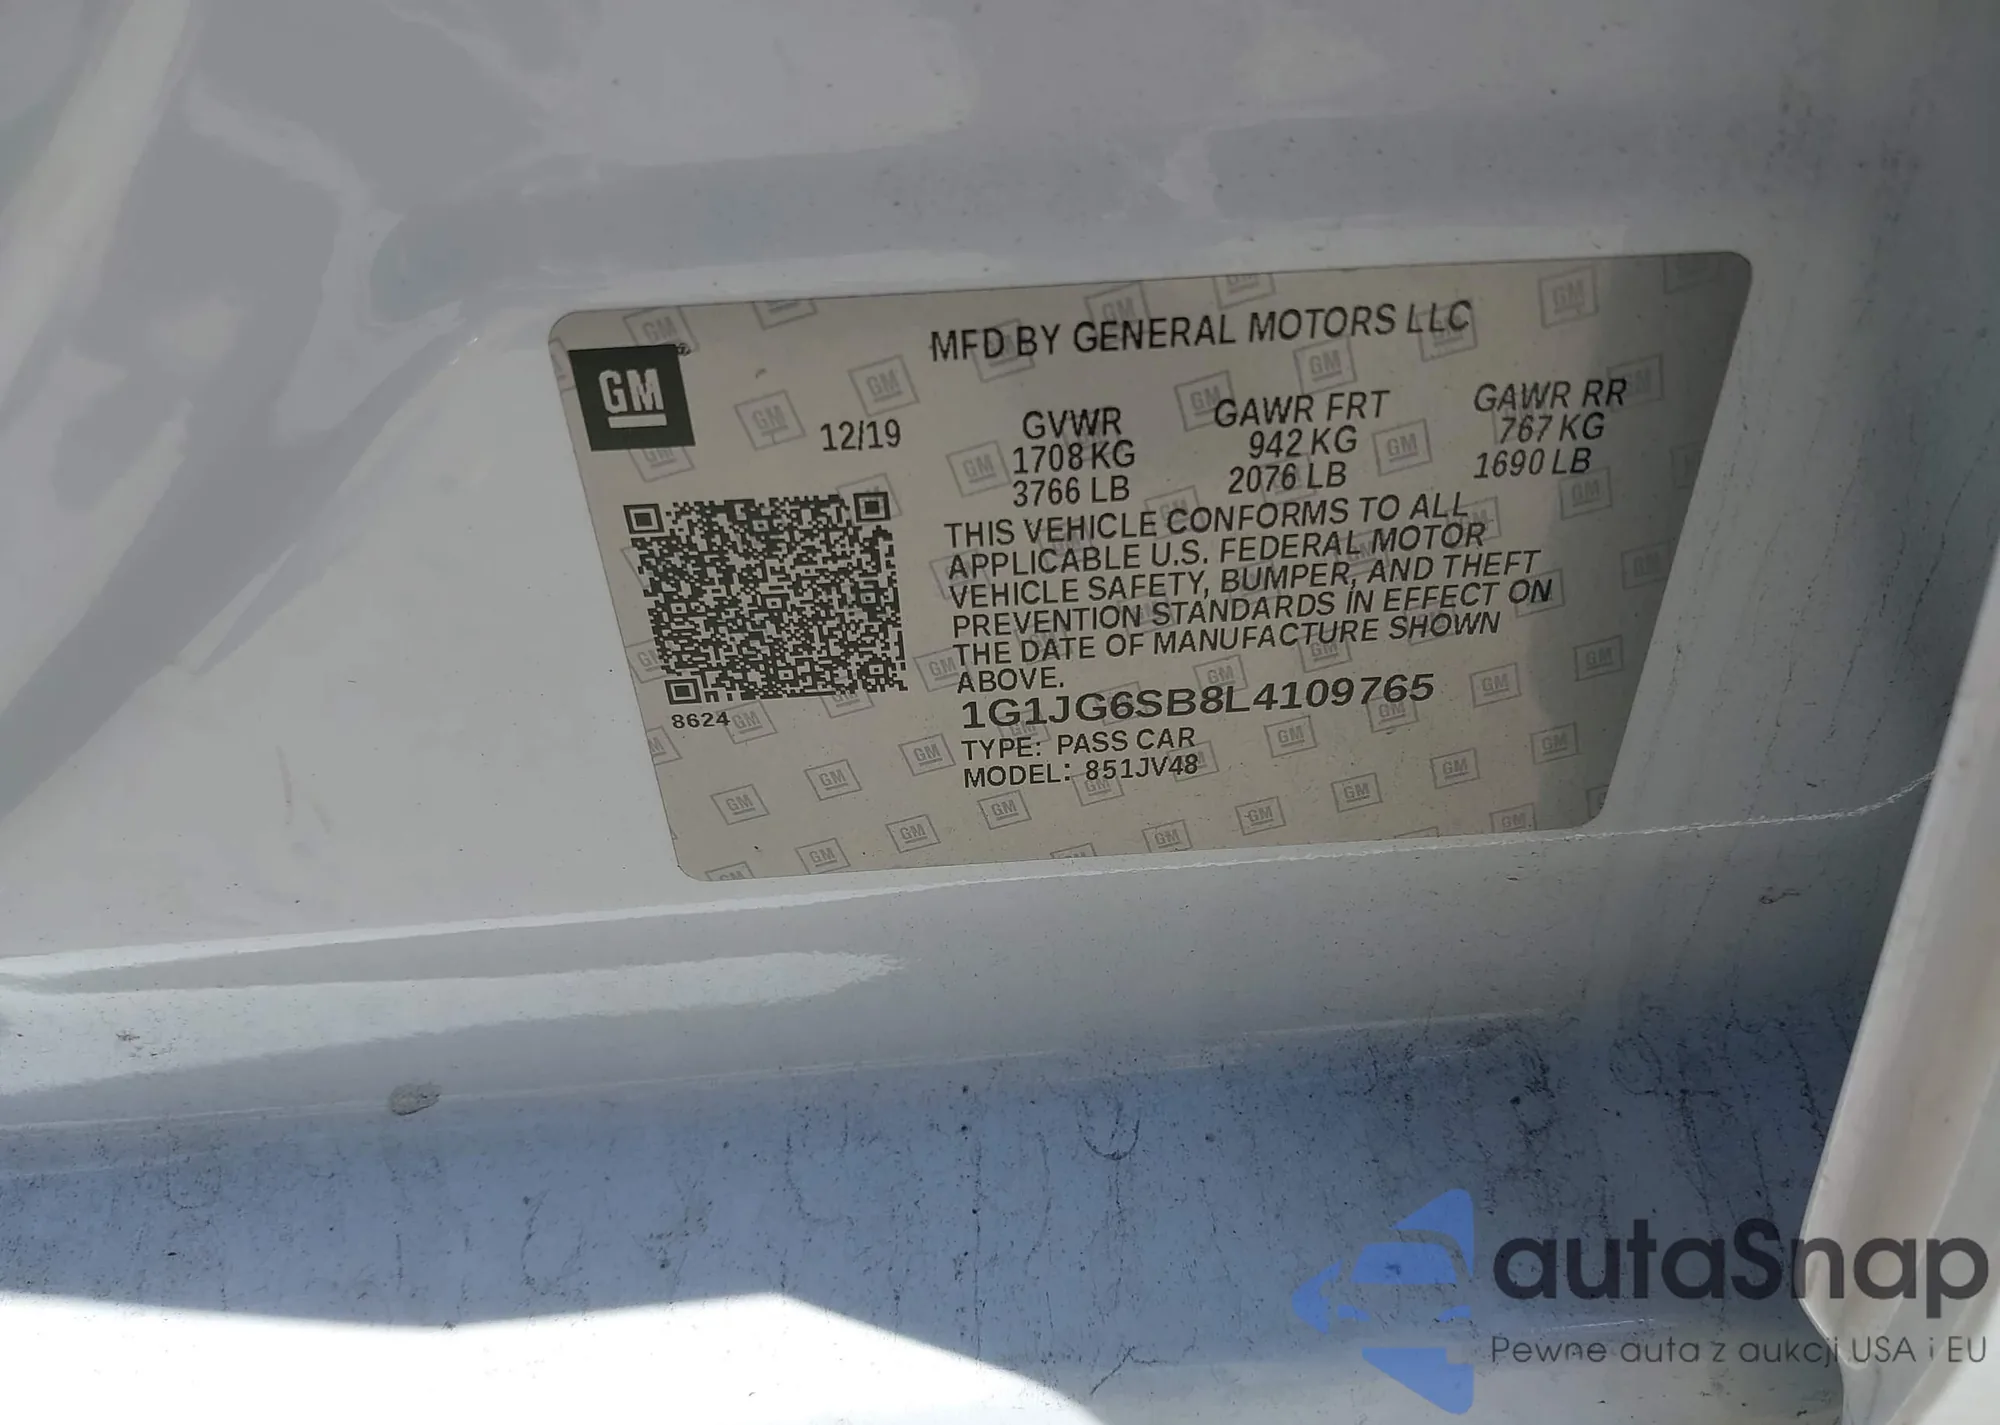 MFD BY GENERAL MOTORS LLC
GM
12/19
GVWR
1708 KG
3766 LB
GAWR FRT
942 KG
2076 LB
GAWR RR
767 KG
1690 LB
THIS VEHICLE CONFORMS TO ALL
APPLICABLE U.S. FEDERAL MOTOR
VEHICLE SAFETY, BUMPER, AND THEFT
PREVENTION STANDARDS IN EFFECT ON
THE DATE OF MANUFACTURE SHOWN
ABOVE.
8624
1G1JG6SB8L4109765
TYPE: PASS CAR
MODEL: 851JV48
autaSnap
Pewne auta z aukcji USA i EU